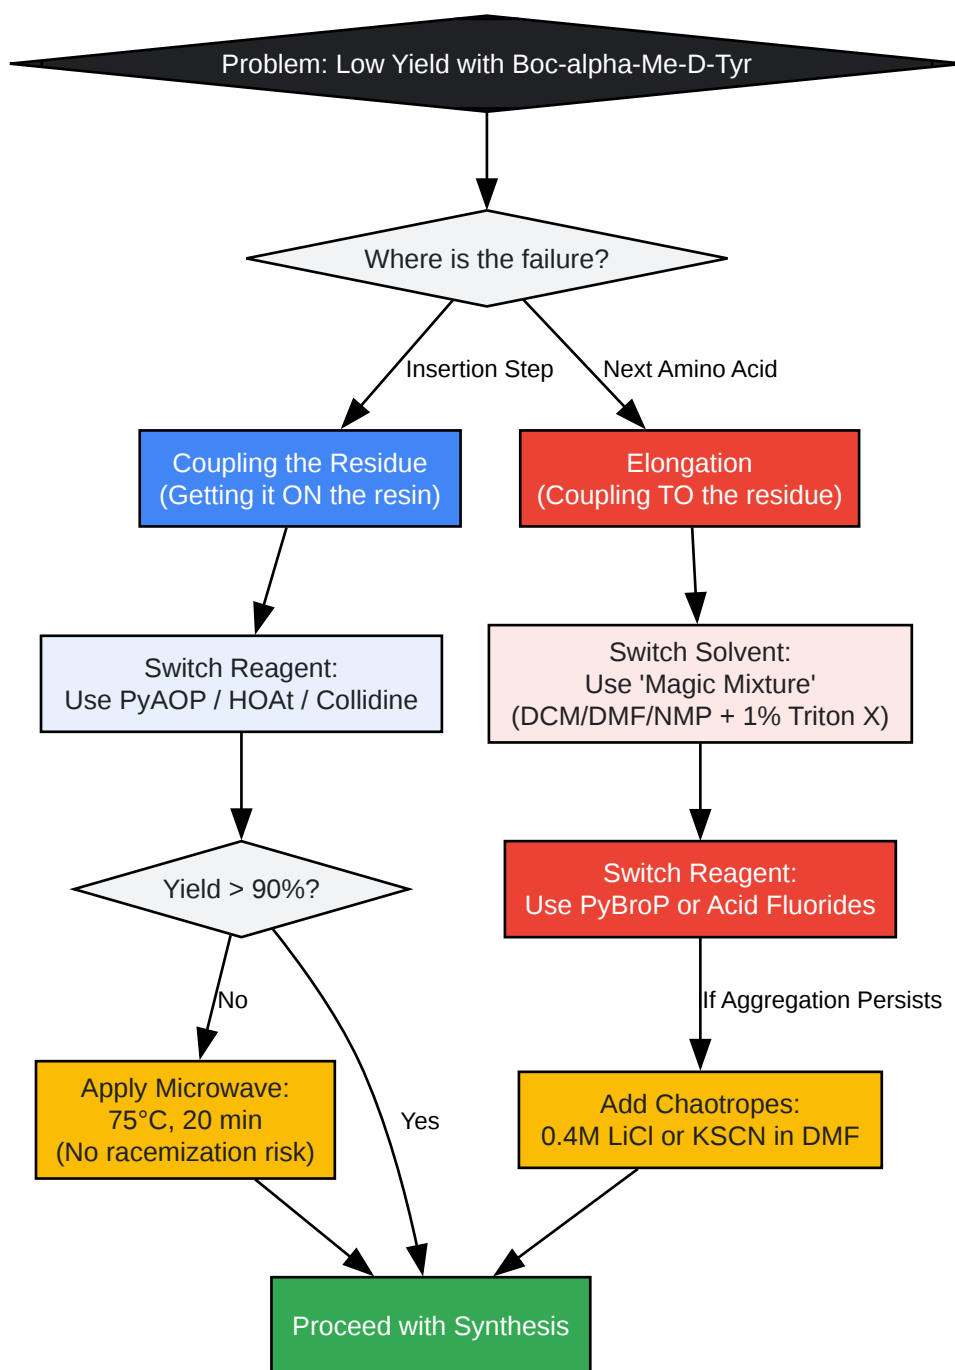 Problem: Low Yield with Boc-alpha-Me-D-Tyr
Where is the failure?
Insertion Step
Next Amino Acid
Coupling the Residue
(Getting it ON the resin)
Elongation
(Coupling TO the residue)
Switch Reagent:
Use PyAOP / HOAt / Collidine
Switch Solvent:
Use 'Magic Mixture'
(DCM/DMF/NMP + 1% Triton X)
Yield > 90%?
Switch Reagent:
Use PyBroP or Acid Fluorides
No
If Aggregation Persists
Apply Microwave:
75°C, 20 min
(No racemization risk)
Yes
Add Chaotropes:
0.4M LiCl or KSCN in DMF
Proceed with Synthesis